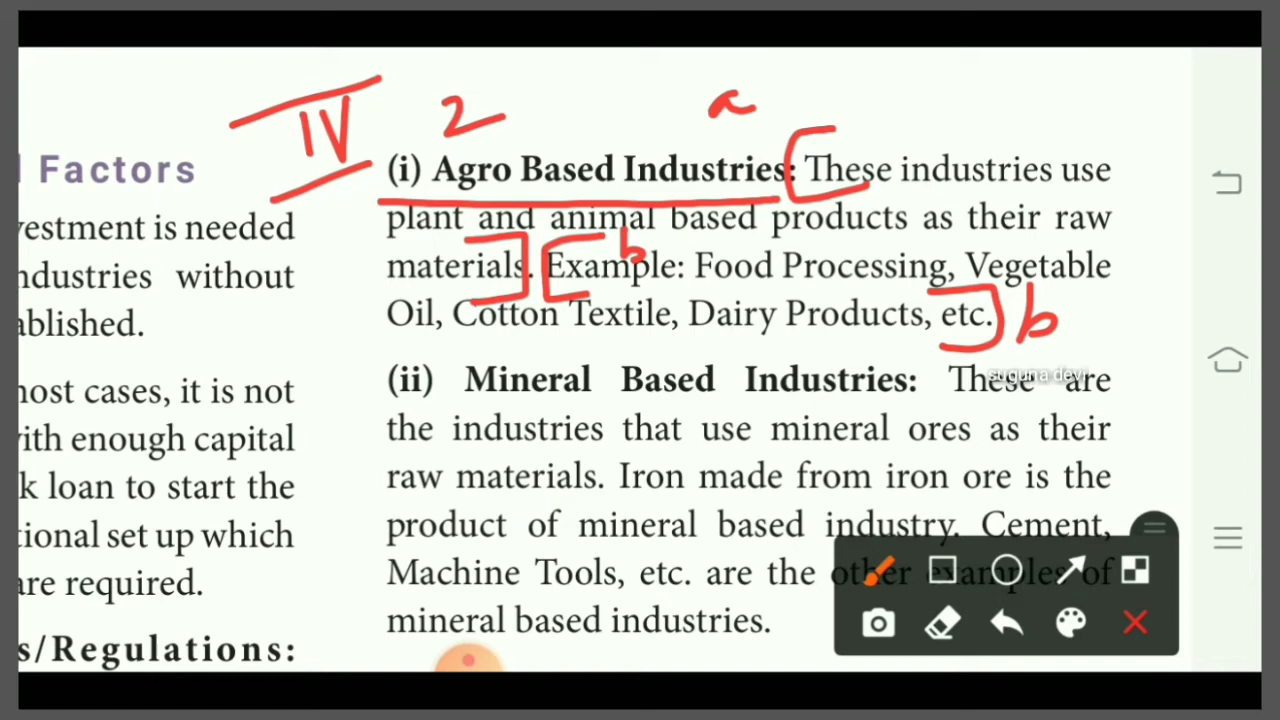 IV 2 a
l Factors
vestment is needed
ndustries without
ablished.
nost cases, it is not
vith enough capital
k loan to start the
tional set up which
are required.
s/Regulations:
(i) Agro Based Industries: These industries use
plant and animal based products as their raw
materials. Example: Food Processing, Vegetable
b
Oil, Cotton Textile, Dairy Products, etc. b
suguna devi
(ii) Mineral Based Industries: These are
the industries that use mineral ores as their
raw materials. Iron made from iron ore is the
product of mineral based industry. Cement,
Machine Tools, etc. are the other examples of
mineral based industries.